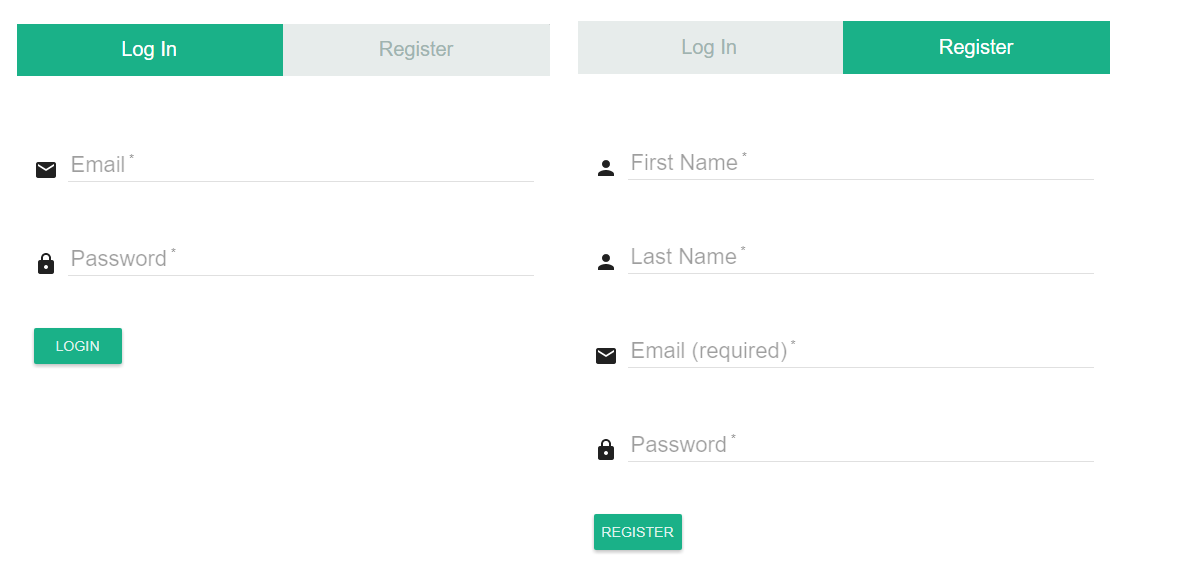 Log In
Register
Email *
Password *
LOGIN
Log In
Register
First Name *
Last Name *
Email (required) *
Password *
REGISTER